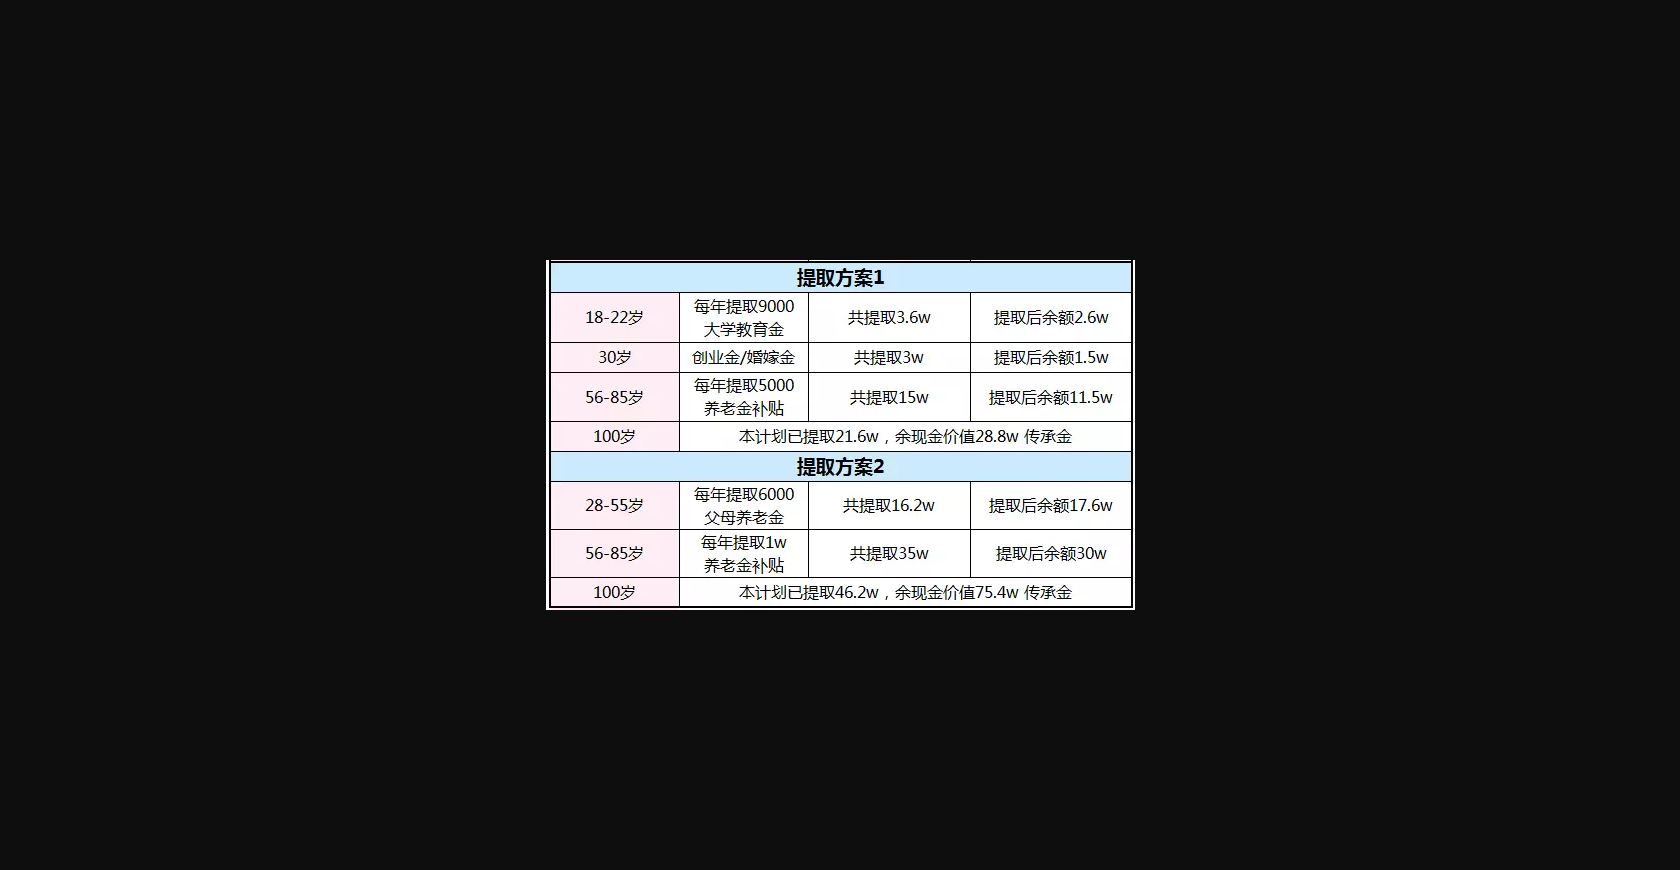 提取方案1
18-22岁
每年提取9000
大学教育金
共提取3.6w
提取后余额2.6w
30岁
创业金/婚嫁金
共提取3w
提取后余额1.5w
56-85岁
每年提取5000
养老金补贴
共提取15w
提取后余额11.5w
100岁
本计划已提取21.6w，余现金价值28.8w 传承金
提取方案2
28-55岁
每年提取6000
父母养老金
共提取16.2w
提取后余额17.6w
56-85岁
每年提取1w
养老金补贴
共提取35w
提取后余额30w
100岁
本计划已提取46.2w，余现金价值75.4w 传承金